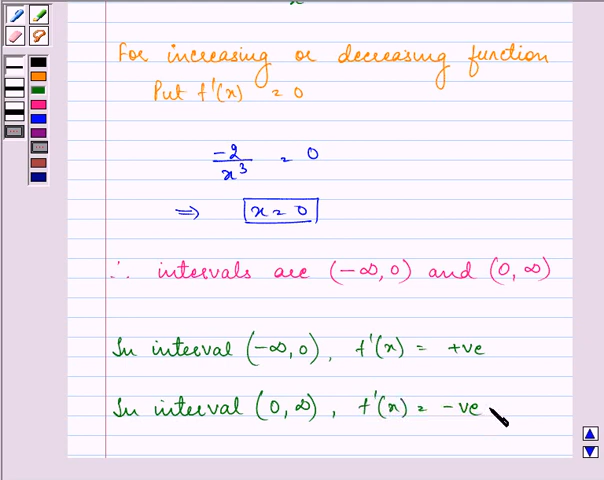 For increasing or decreasing function
Put f'(x) = 0
-2/x³ = 0
⇒ x = 0
∴ intervals are (-∞, 0) and (0, ∞)
In interval (-∞, 0), f'(x) = +ve
In interval (0, ∞), f'(x) = -ve